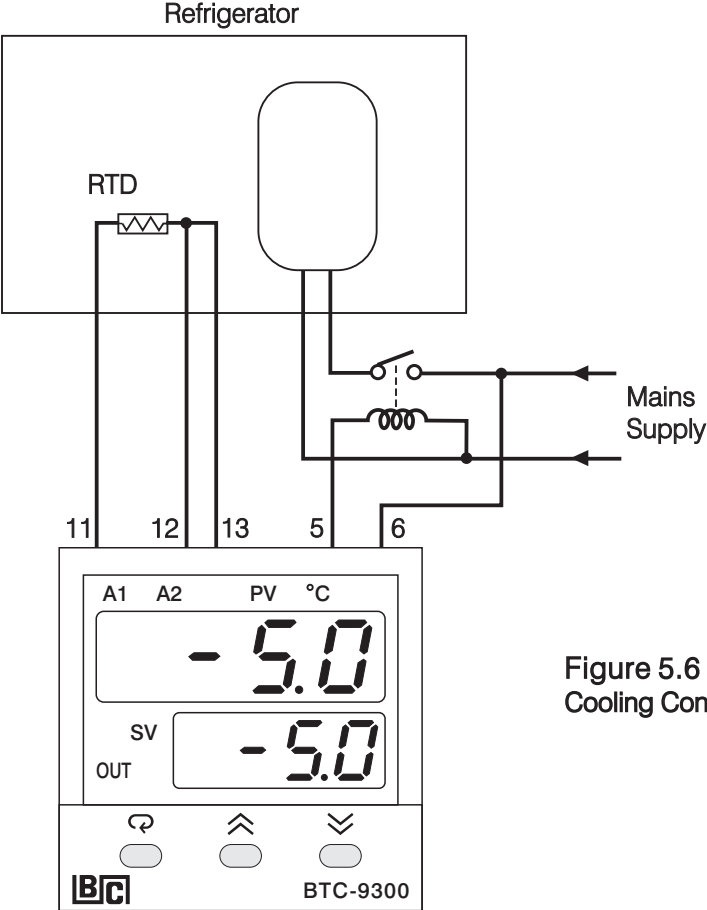 Refrigerator
RTD
Mains
Supply
11 12 13 5 6
A1 A2 PV °C
-5.0
Figure 5.6
Cooling Con
SV
-5.0
OUT
BC
BTC-9300